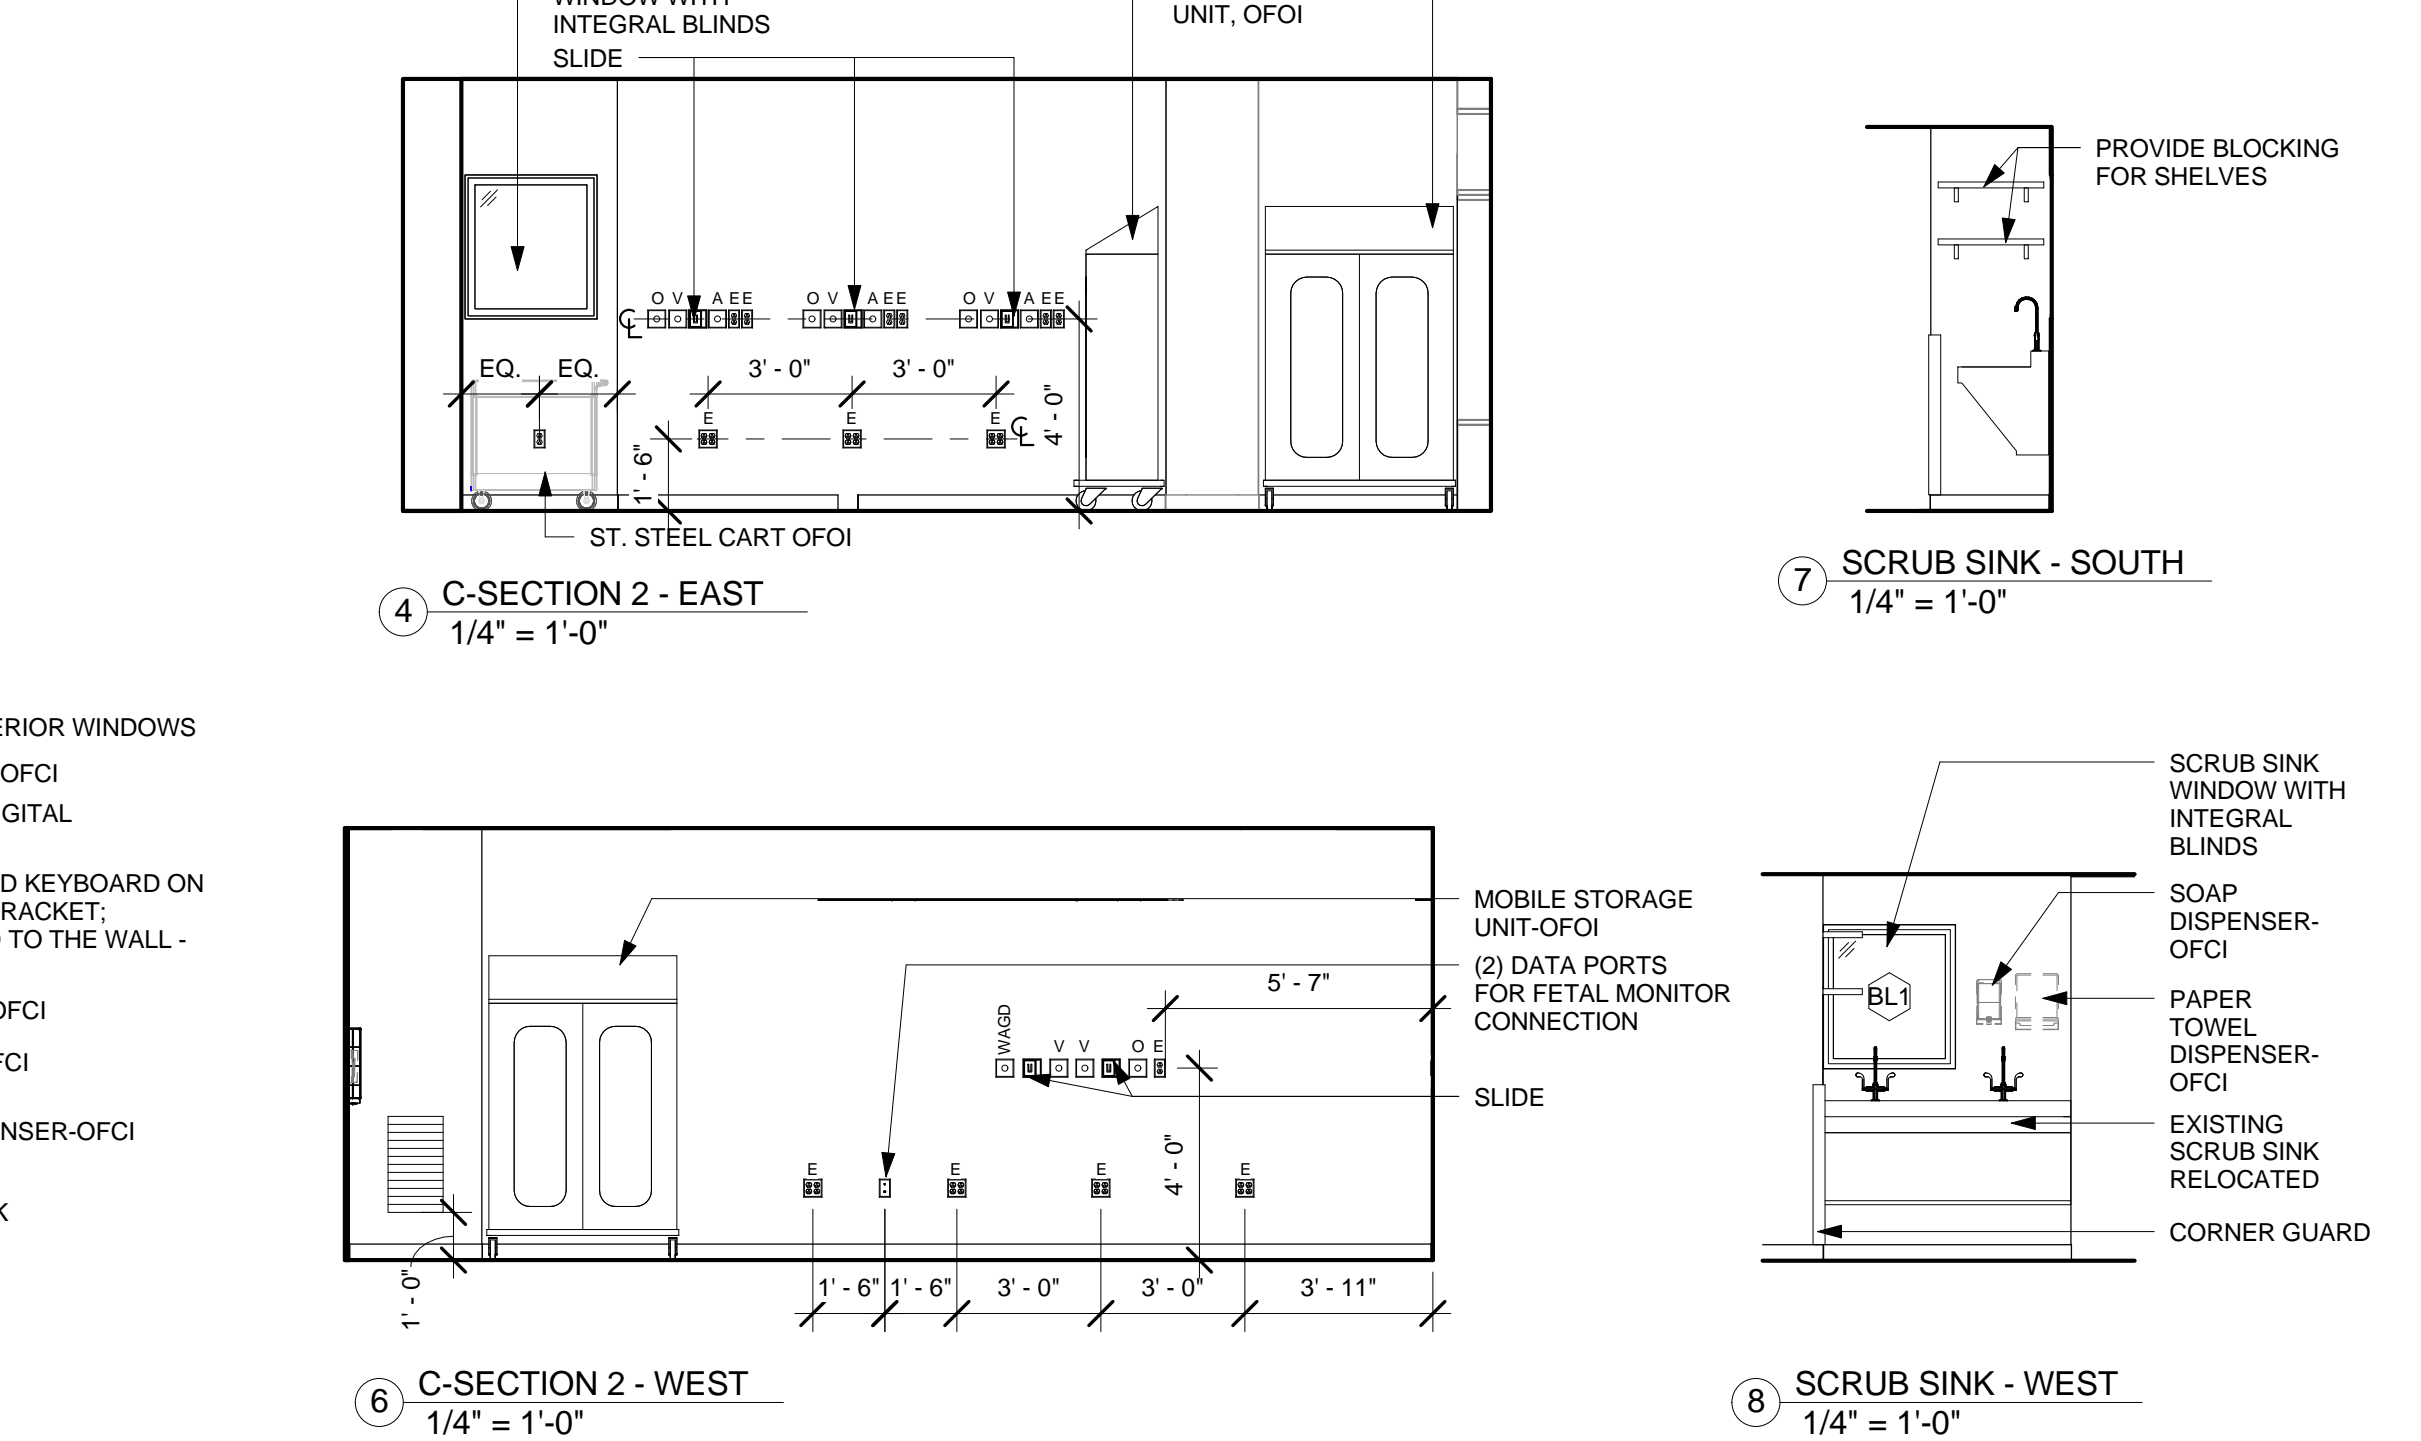 WINDOW WITH
INTEGRAL BLINDS
SLIDE
UNIT, OFOI
O V A E E
O V A E E
O V A E E
℄
EQ. EQ.
3' - 0" 3' - 0"
4' - 0"
E E E
℄
1' - 6"
ST. STEEL CART OFOI
4
C-SECTION 2 - EAST
1/4" = 1'-0"
PROVIDE BLOCKING
FOR SHELVES
7
SCRUB SINK - SOUTH
1/4" = 1'-0"
ERIOR WINDOWS
OFCI
GITAL
D KEYBOARD ON
RACKET;
TO THE WALL -
OFCI
FCI
NSER-OFCI
K
MOBILE STORAGE
UNIT-OFOI
(2) DATA PORTS
FOR FETAL MONITOR
CONNECTION
5' - 7"
WAGD
V V O E
SLIDE
4' - 0"
E E E E
1' - 0"
1' - 6" 1' - 6" 3' - 0" 3' - 0" 3' - 11"
6
C-SECTION 2 - WEST
1/4" = 1'-0"
SCRUB SINK
WINDOW WITH
INTEGRAL
BLINDS
SOAP
DISPENSER-
OFCI
BL1
PAPER
TOWEL
DISPENSER-
OFCI
EXISTING
SCRUB SINK
RELOCATED
CORNER GUARD
8
SCRUB SINK - WEST
1/4" = 1'-0"